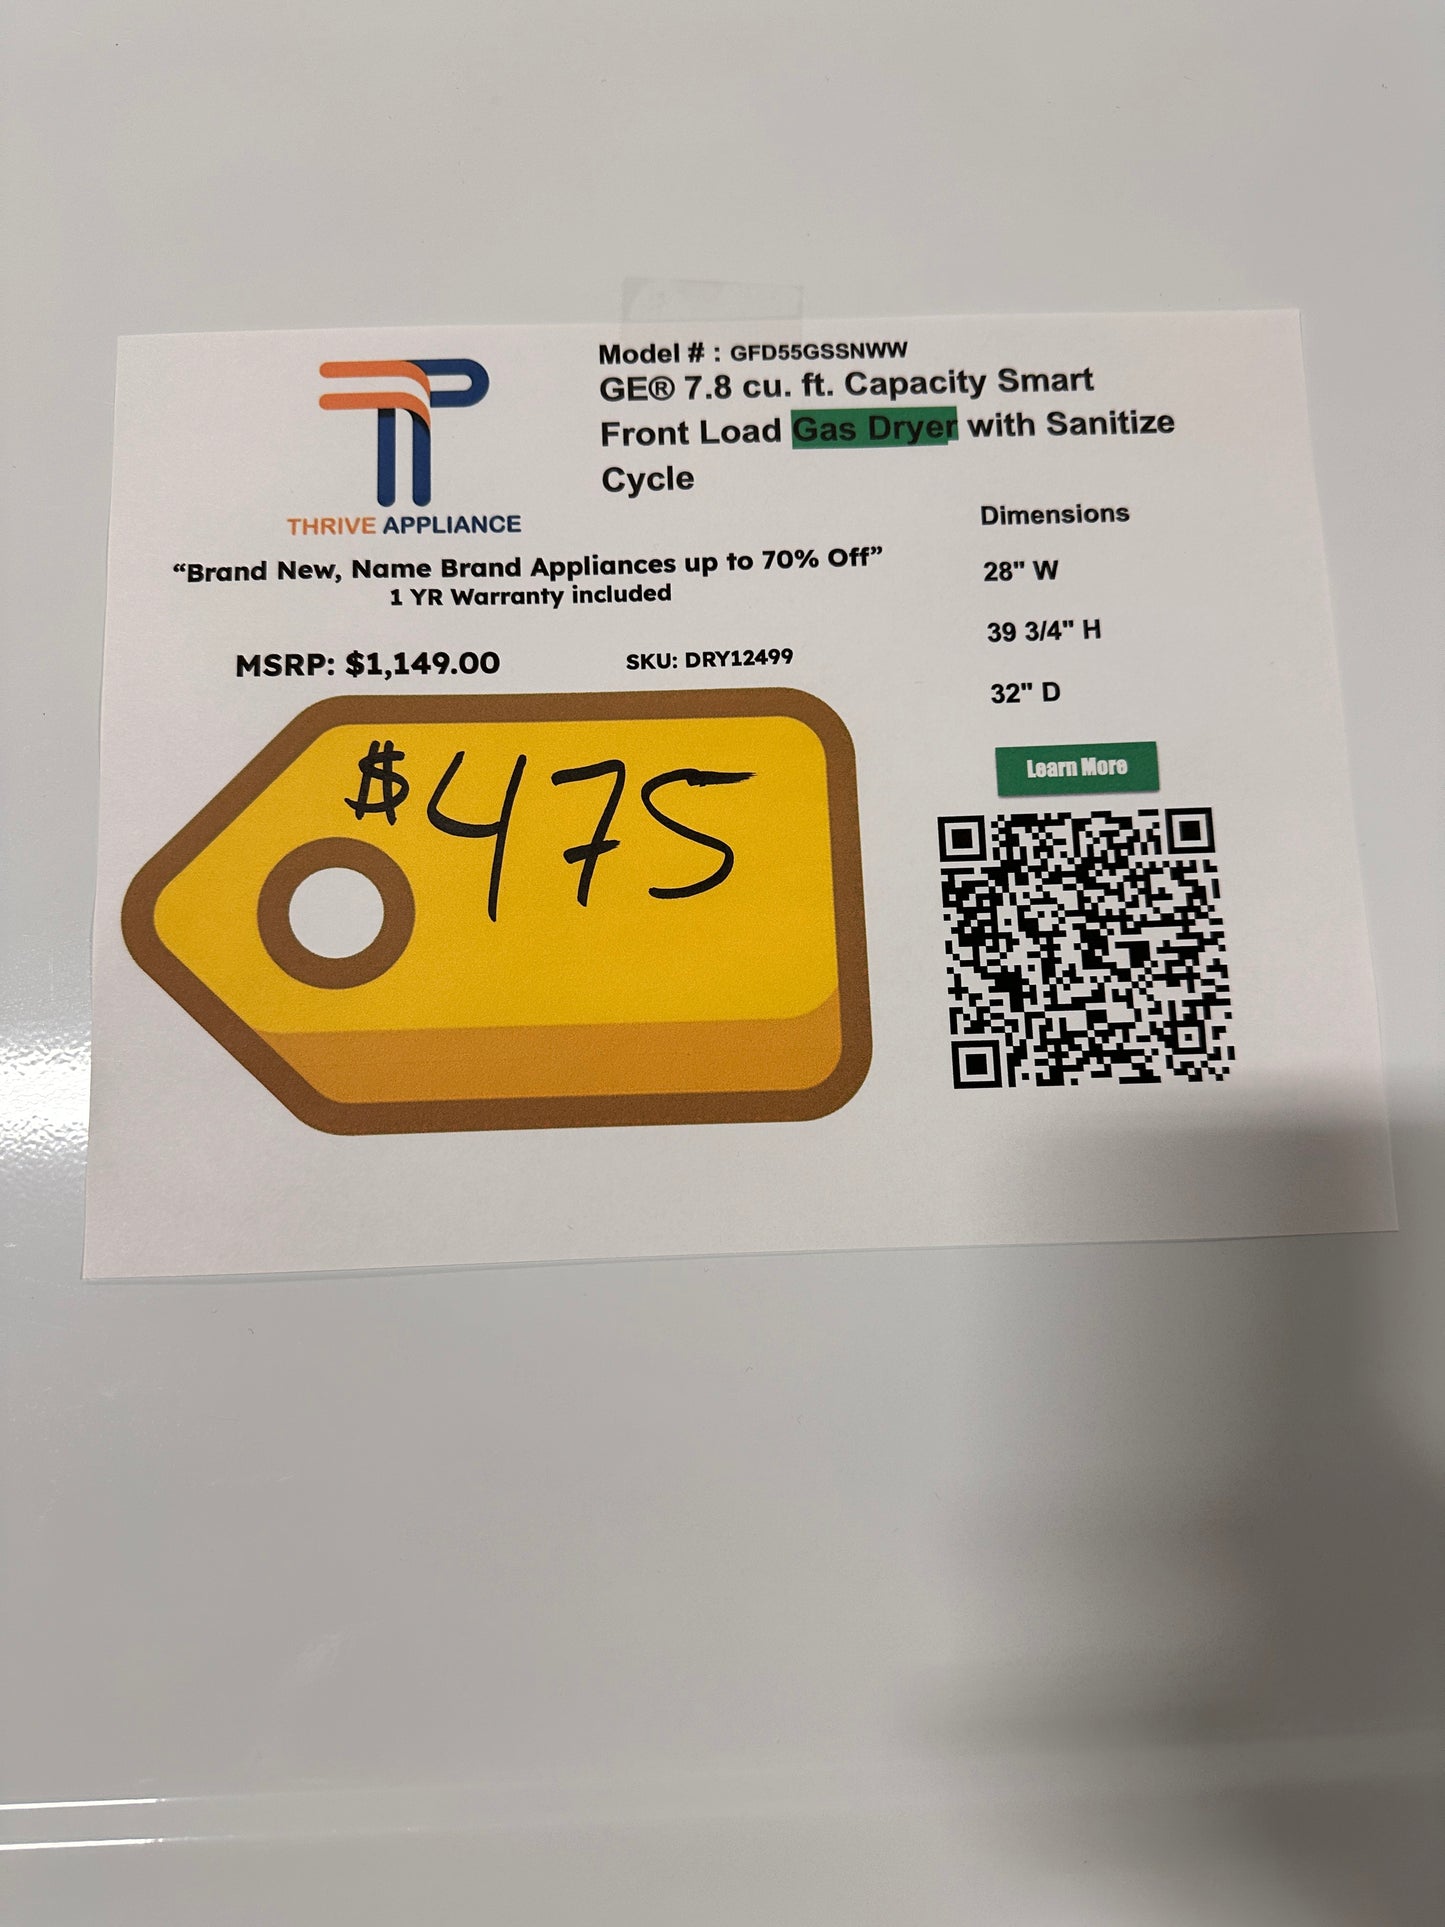 Model # : GFD55GSSNWW
GE® 7.8 cu. ft. Capacity Smart
Front Load Gas Dryer with Sanitize
Cycle
THRIVE APPLIANCE
“Brand New, Name Brand Appliances up to 70% Off”
1 YR Warranty included
MSRP: $1,149.00
SKU: DRY12499
$475
Dimensions
28" W
39 3/4" H
32" D
Learn More